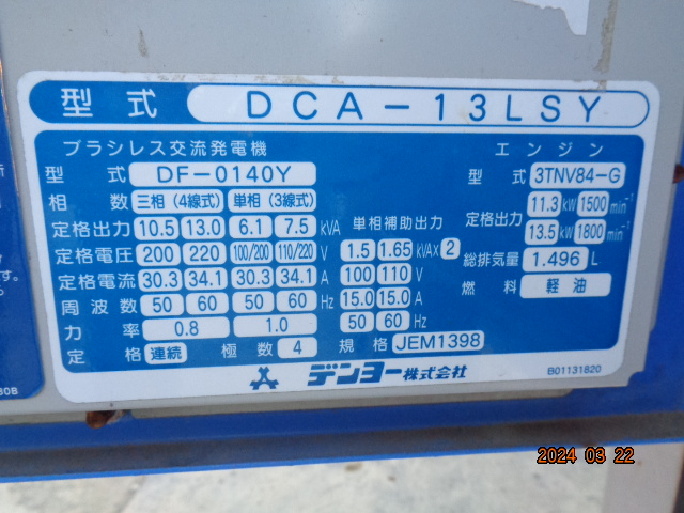 型式 DCA-13LSY
ブラシレス交流発電機 エンジン
型式 DF-0140Y 型式 3TNV84-G
相数 三相(4線式) 単相(3線式) 11.3 kW 1500 min⁻¹
定格出力 10.5 13.0 6.1 7.5 kVA 単相補助出力 定格出力 13.5 kW 1800 min⁻¹
定格電圧 200 220 100/200 110/220 V 1.5 1.65 kVA×2 総排気量 1.496 L
定格電流 30.3 34.1 30.3 34.1 A 100 110 V 燃料 軽油
周波数 50 60 50 60 Hz 15.0 15.0 A
力率 0.8 1.0 50 60 Hz
定格 連続 極数 4 規格 JEM1398
デンヨー株式会社 B01131820
2024 03 22